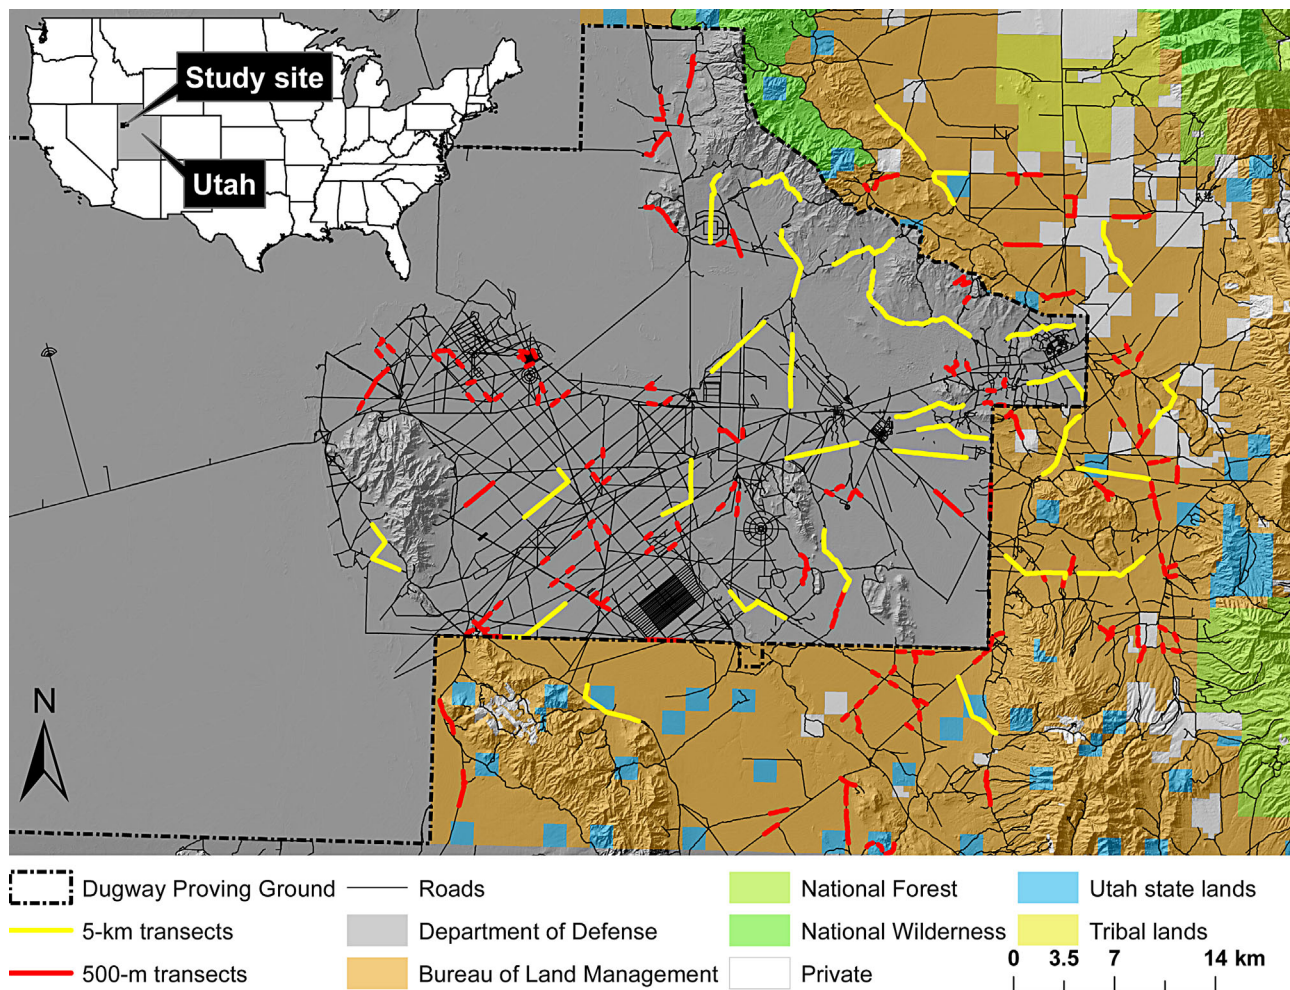 Study site
Utah
N
Dugway Proving Ground
Roads
National Forest
Utah state lands
5-km transects
Department of Defense
National Wilderness
Tribal lands
500-m transects
Bureau of Land Management
Private
0 3.5 7 14 km